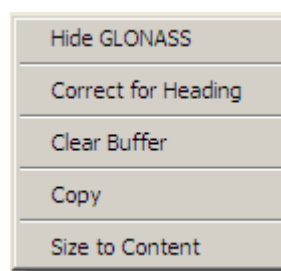 Hide GLONASS
Correct for Heading
Clear Buffer
Copy
Size to Content